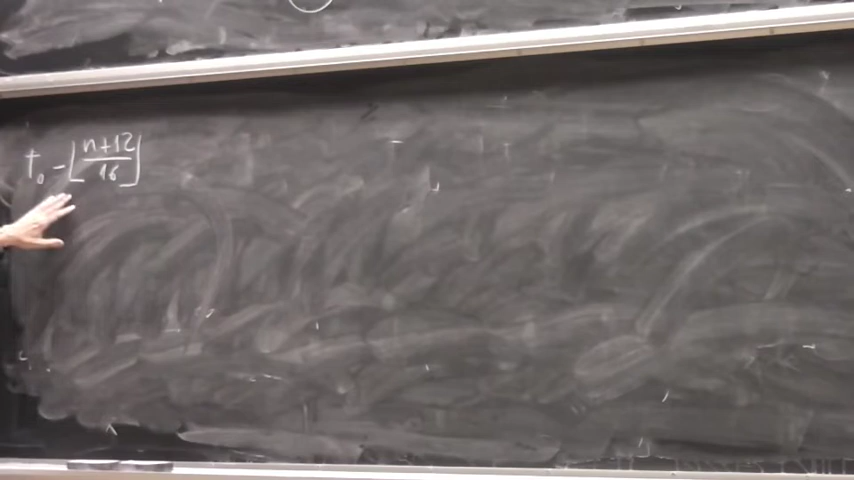 t₀ = ⌊(n+12)/16⌋